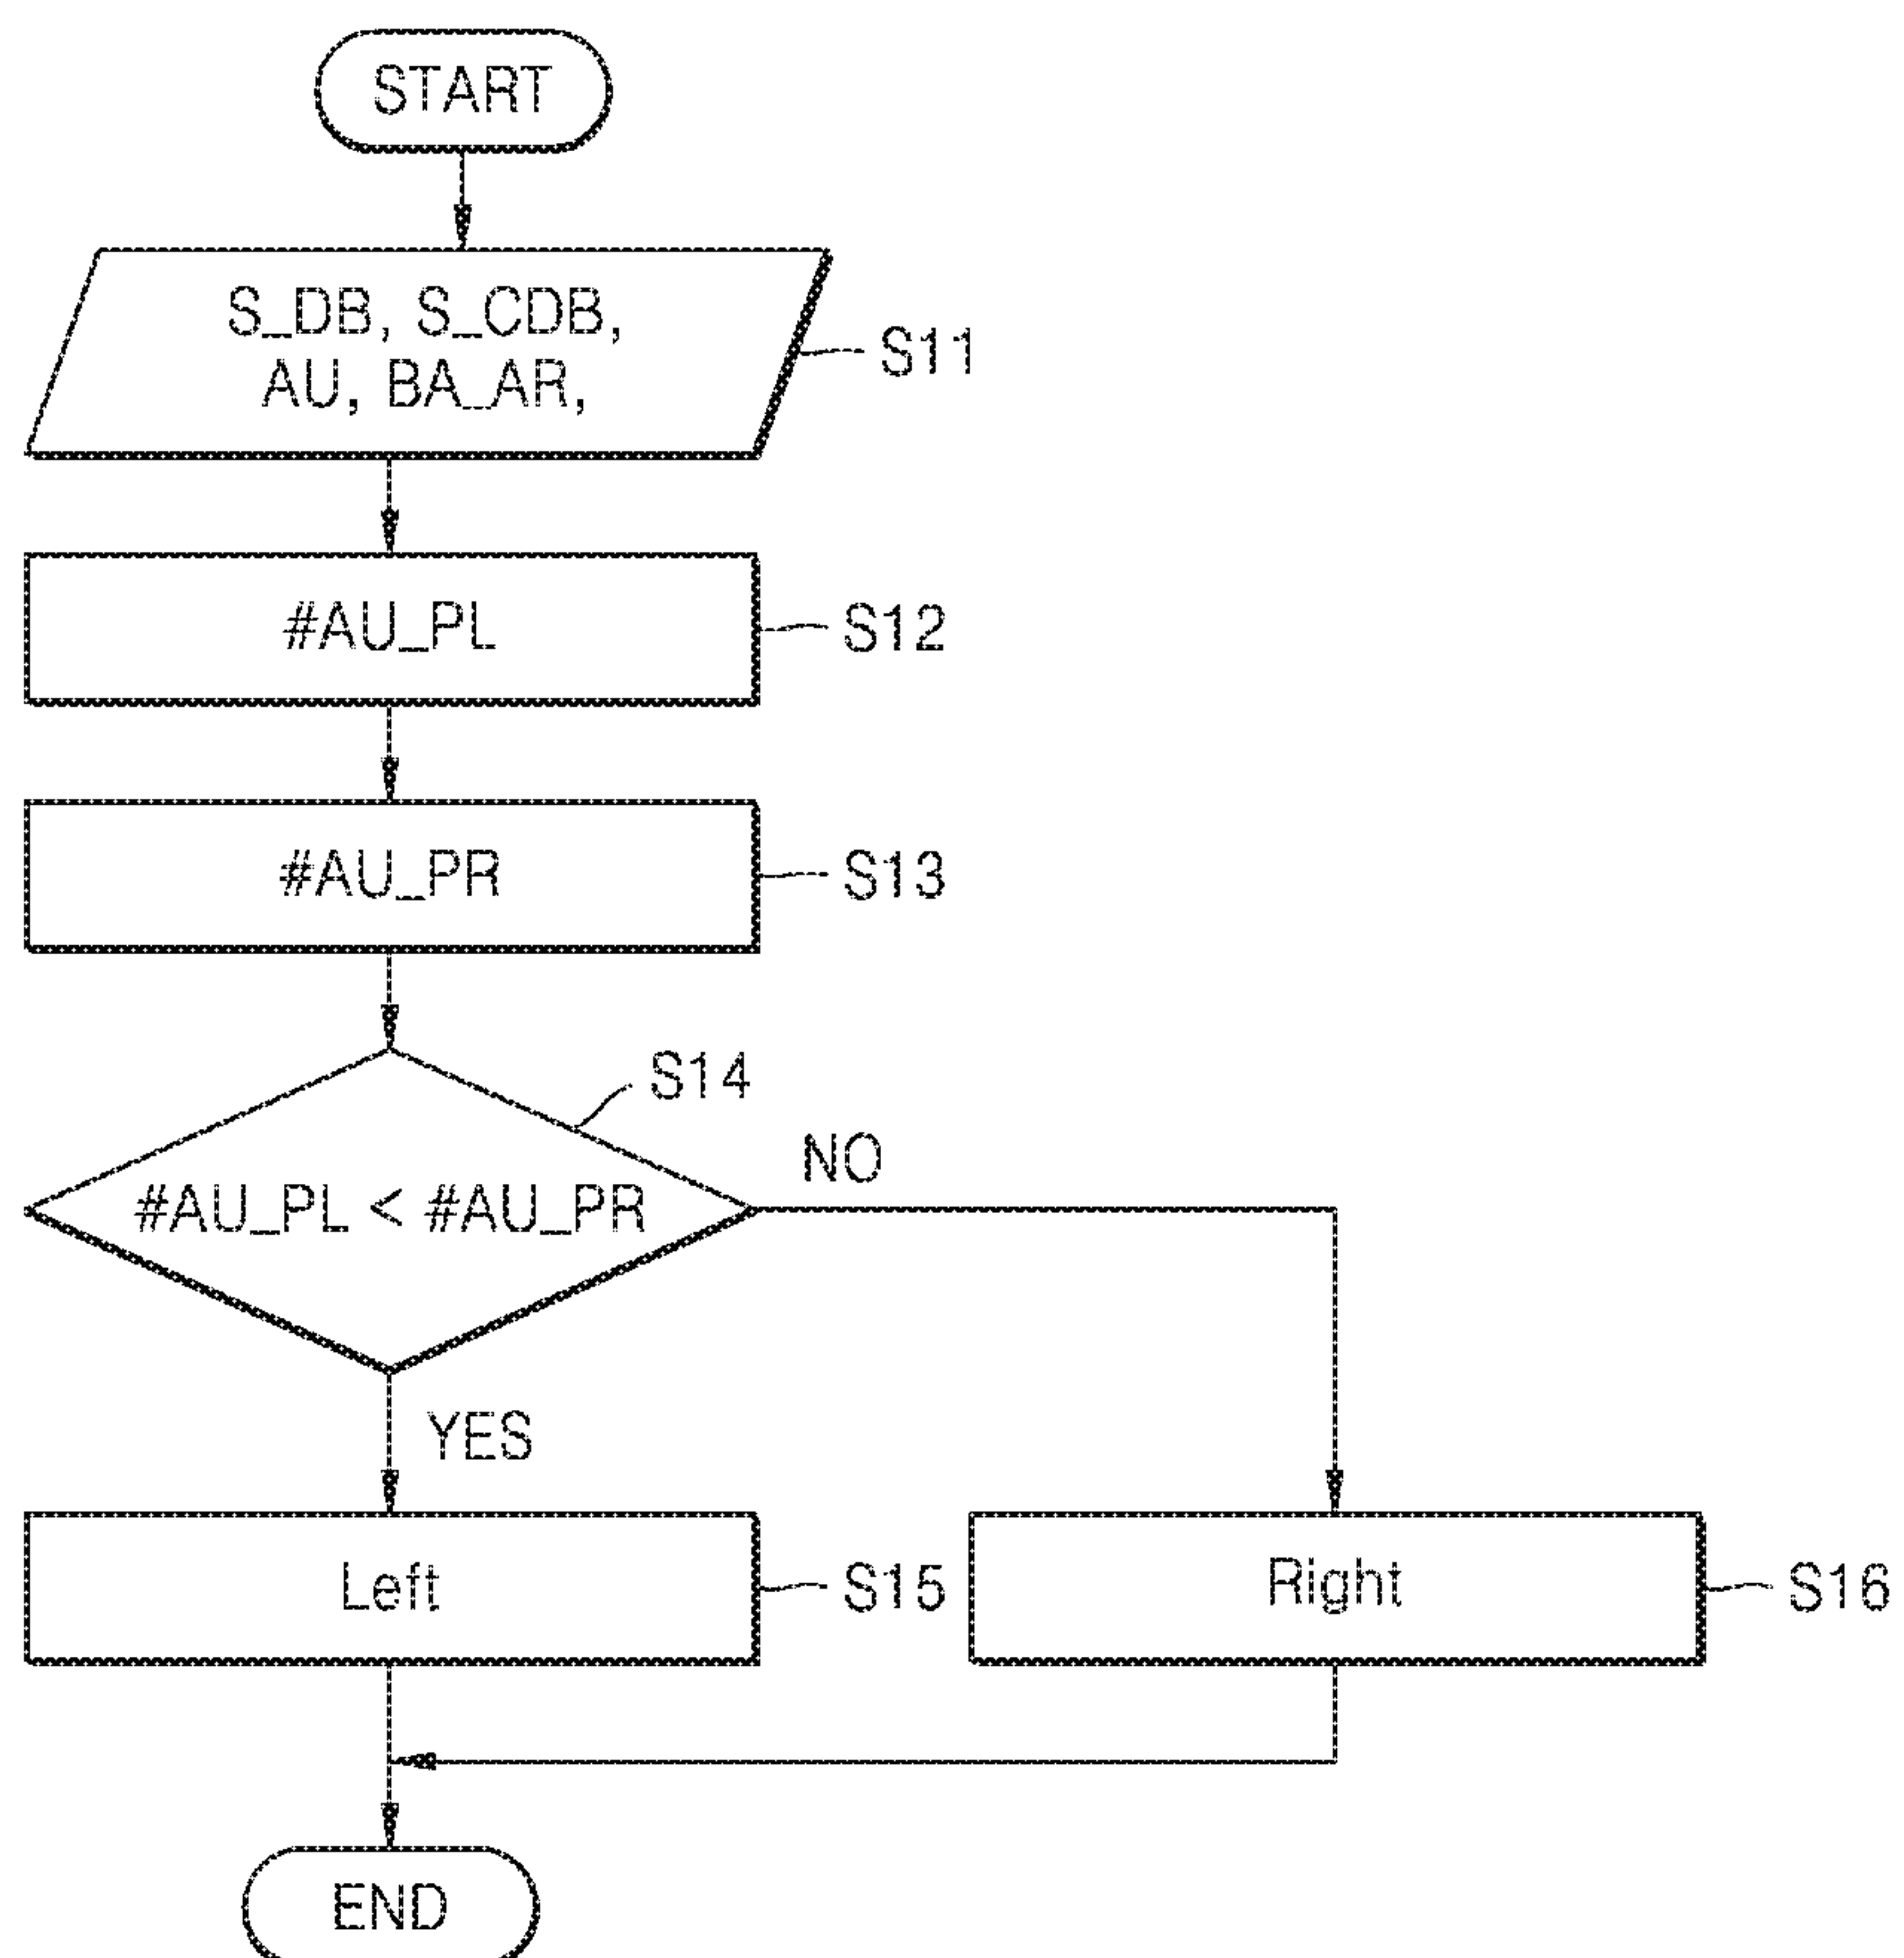 START
S_DB, S_CDB,
AU, BA_AR,
S11
#AU_PL
S12
#AU_PR
S13
S14
#AU_PL < #AU_PR
NO
YES
Left
S15
Right
S16
END